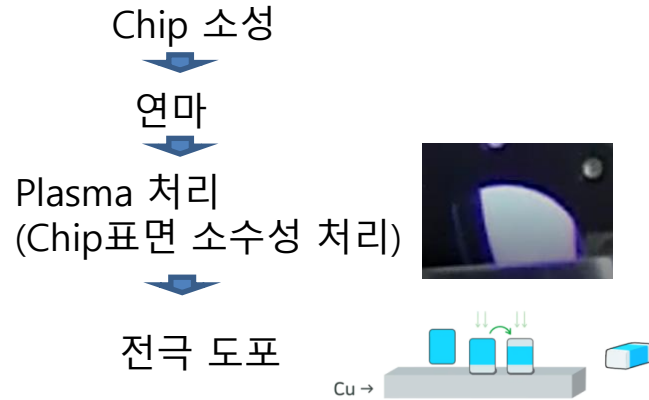 Chip 소성
연마
Plasma 처리
(Chip표면 소수성 처리)
전극 도포
Cu →